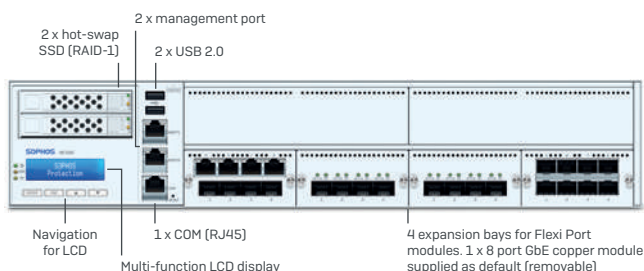 2 x management port
2 x hot-swap
SSD (RAID-1)
2 x USB 2.0
SOPHOS
SOPHOS
Protection
Navigation
for LCD
1 x COM (RJ45)
Multi-function LCD display
4 expansion bays for Flexi Port
modules. 1 x 8 port GbE copper module
supplied as default (removable)